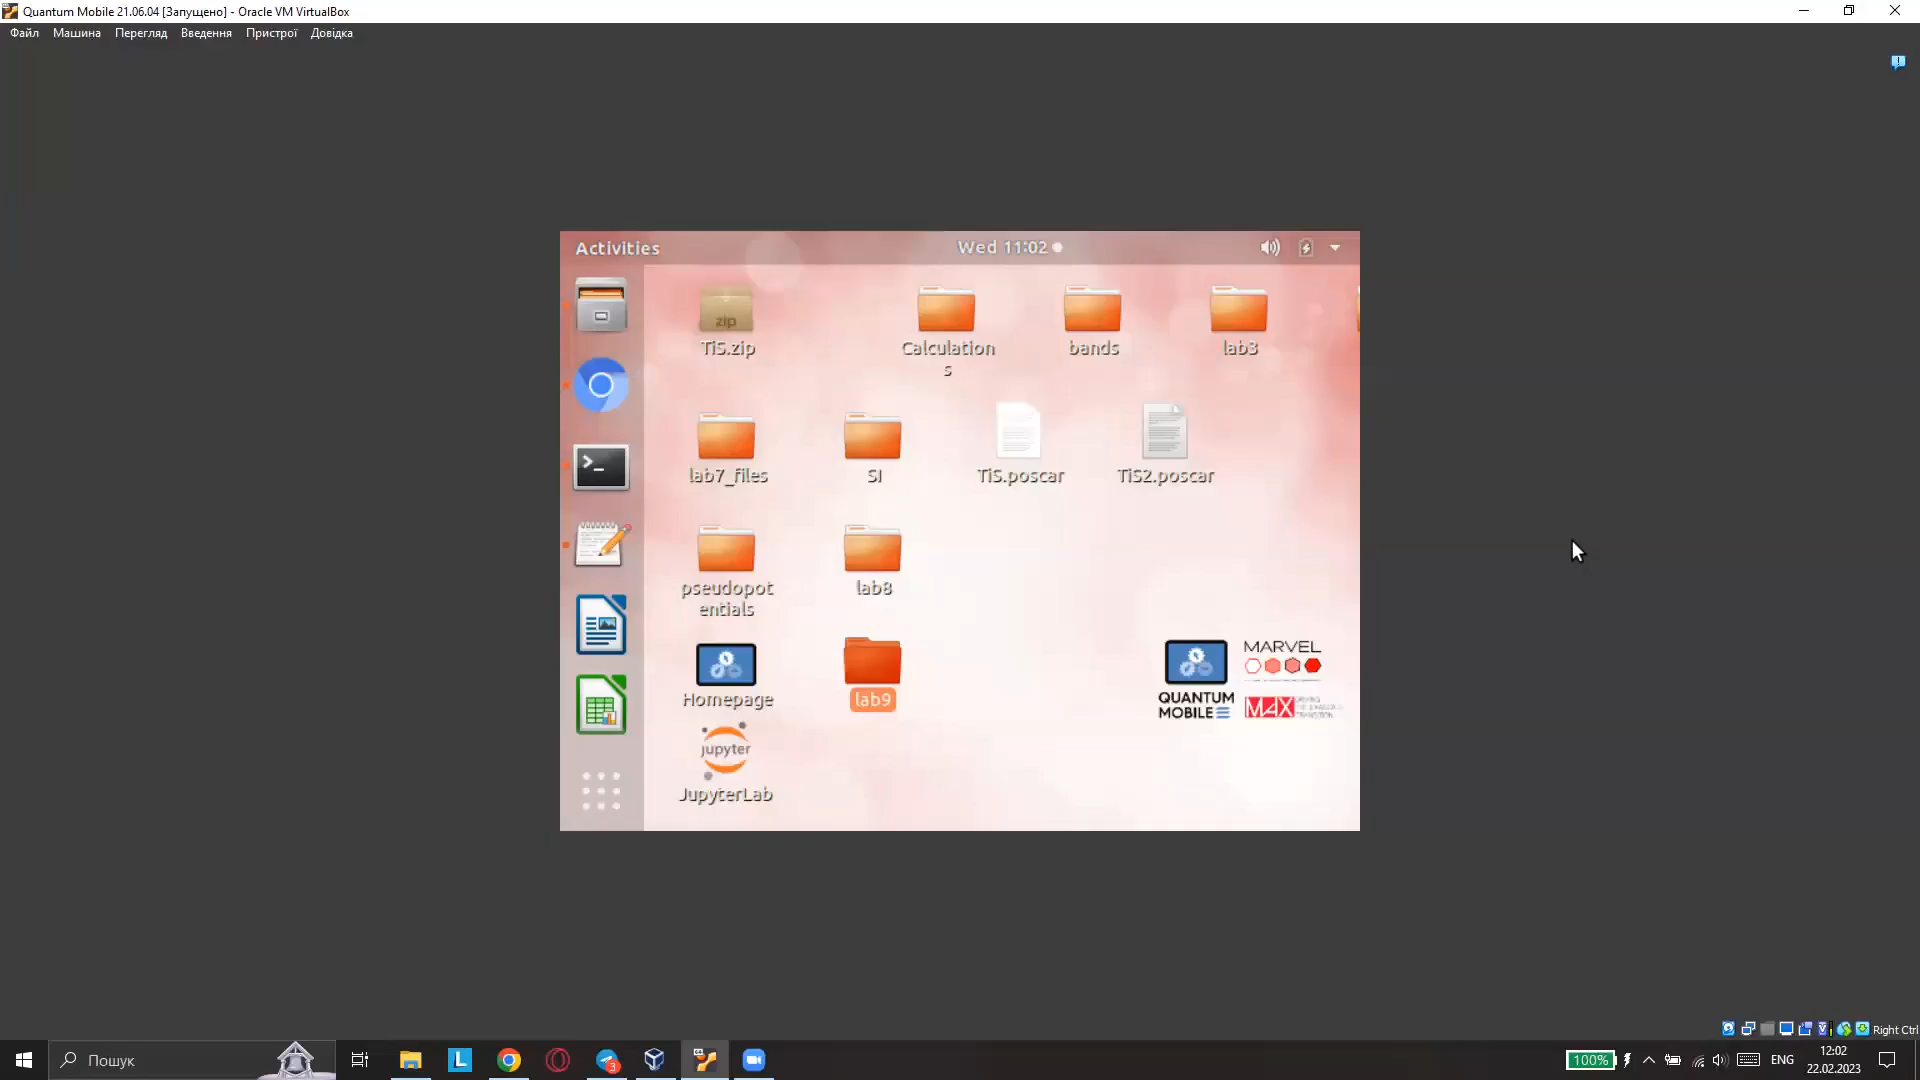 Quantum Mobile 21.06.04 [Запущено] - Oracle VM VirtualBox
Файл Машина Перегляд Введення Пристрої Довідка
Activities Wed 11:02
zip
TiS.zip
Calculation
s
bands
lab3
lab7_files
SI
TiS.poscar
TiS2.poscar
pseudopot
entials
lab8
Homepage
lab9
QUANTUM
MOBILE
MARVEL
MAX
jupyter
JupyterLab
Right Ctrl
Пошук
L
3
100%
ENG
12:02
22.02.2023